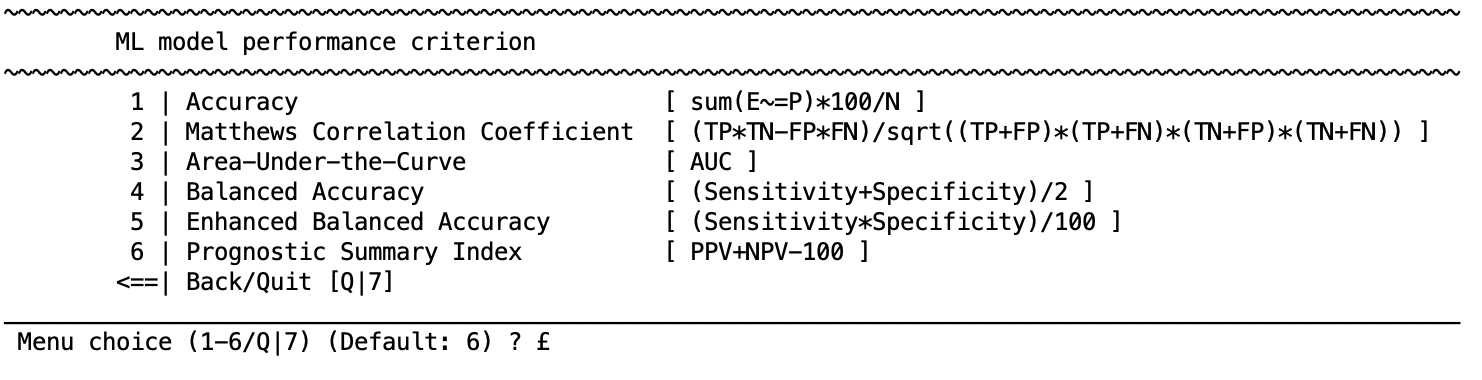 ML model performance criterion
1 | Accuracy [ sum(E~=P)*100/N ]
2 | Matthews Correlation Coefficient [ (TP*TN-FP*FN)/sqrt((TP+FP)*(TP+FN)*(TN+FP)*(TN+FN)) ]
3 | Area-Under-the-Curve [ AUC ]
4 | Balanced Accuracy [ (Sensitivity+Specificity)/2 ]
5 | Enhanced Balanced Accuracy [ (Sensitivity*Specificity)/100 ]
6 | Prognostic Summary Index [ PPV+NPV-100 ]
<==| Back/Quit [Q|7]
Menu choice (1-6/Q|7) (Default: 6) ? £